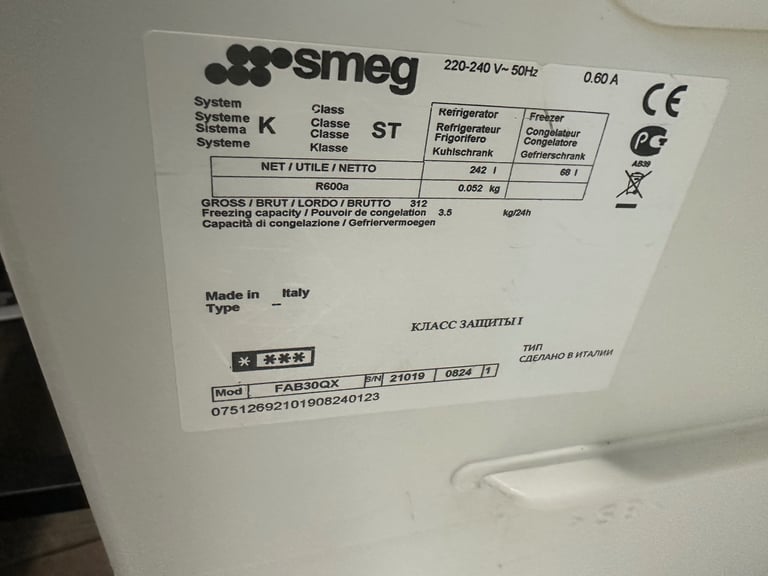 smeg 220-240 V~ 50Hz 0.60 A
CE
System
Systeme
Sistema
Systeme
K
Class
Classe
Classe
Klasse
ST
Refrigerator
Refrigerateur
Frigorifero
Kuhlschrank
Freezer
Congelateur
Congelatore
Gefrierschrank
AB39
NET / UTILE / NETTO 242 l 68 l
R600a 0.052 kg
GROSS / BRUT / LORDO / BRUTTO 312
Freezing capacity / Pouvoir de congelation 3.5 kg/24h
Capacità di congelazione / Gefriervermoegen
Made in Italy
Type _
КЛАСС ЗАЩИТЫ I
ТИП
СДЕЛАНО В ИТАЛИИ
* ***
Mod FAB30QX S/N 21019 0824 1
07512692101908240123